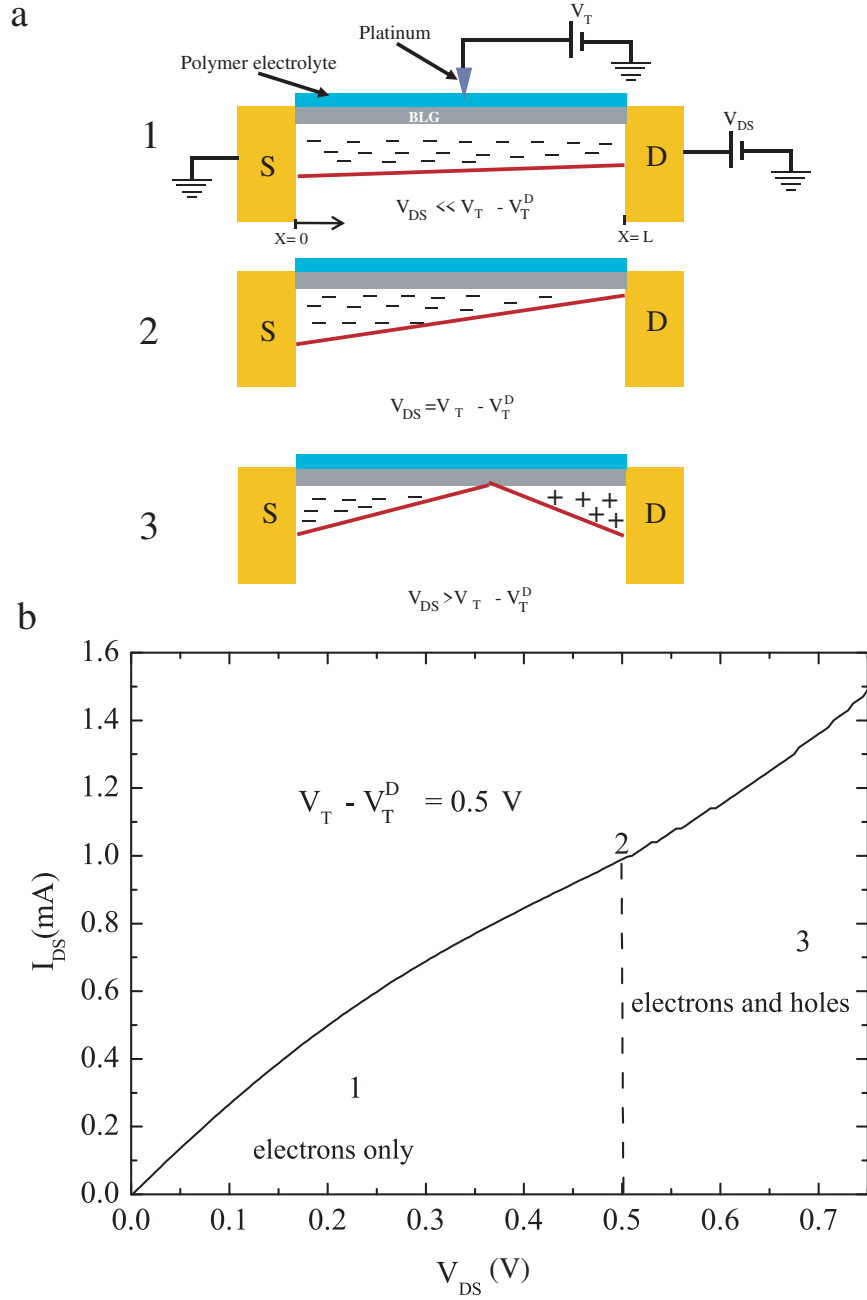 a
V_T
Platinum
Polymer electrolyte
BLG
1
V_DS
S
D
V_DS << V_T - V_T^D
X= 0
X= L
2
S
D
V_DS =V_T - V_T^D
3
S
D
V_DS >V_T - V_T^D
b
1.6
1.4
1.2
1.0
0.8
0.6
0.4
0.2
0.0
I_DS(mA)
V_T - V_T^D = 0.5 V
2
3
electrons and holes
1
electrons only
0.0 0.1 0.2 0.3 0.4 0.5 0.6 0.7
V_DS (V)